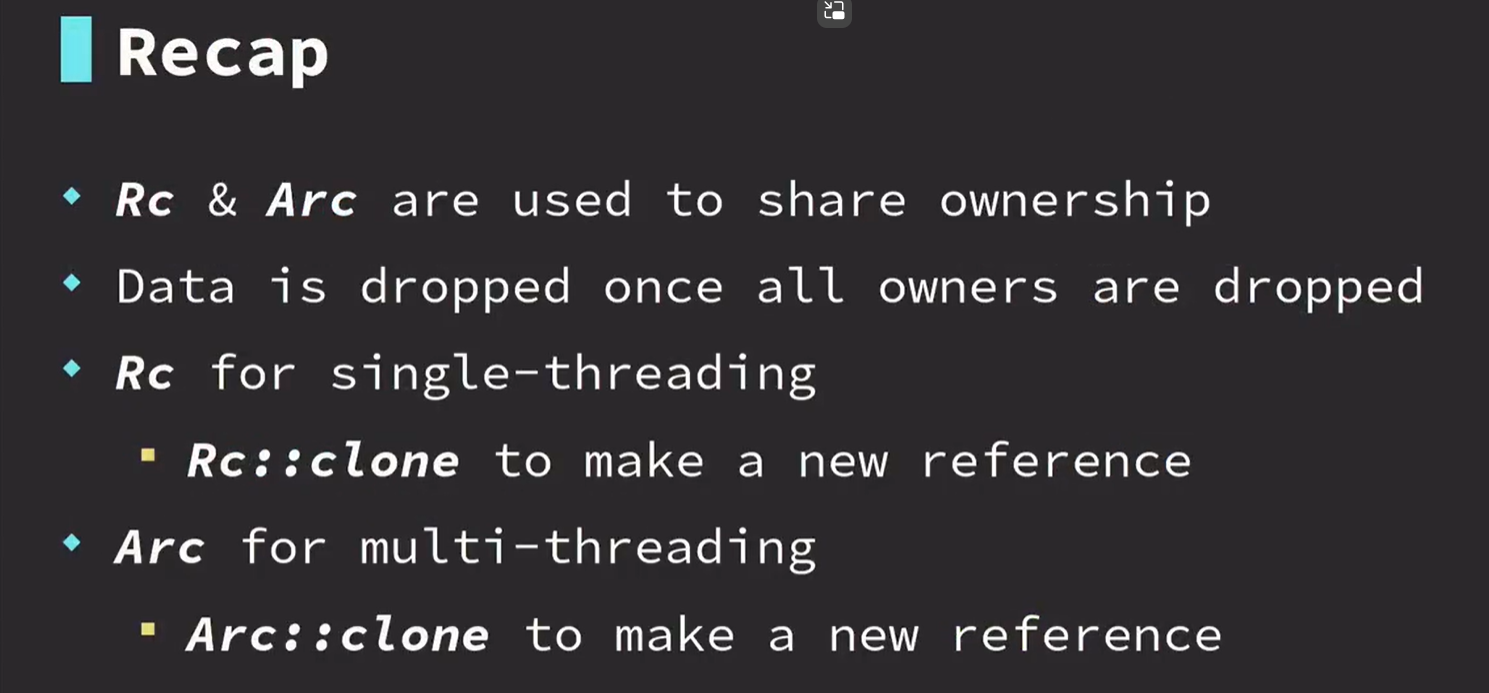 Recap
Rc & Arc are used to share ownership
Data is dropped once all owners are dropped
Rc for single-threading
Rc::clone to make a new reference
Arc for multi-threading
Arc::clone to make a new reference